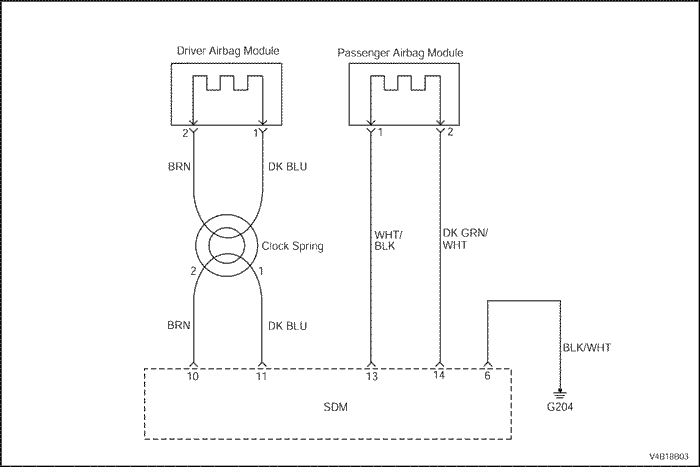 Driver Airbag Module
Passenger Airbag Module
2
1
1
2
BRN
DK BLU
WHT/
BLK
DK GRN/
WHT
Clock Spring
2
1
BRN
DK BLU
BLK/WHT
10
11
13
14
6
G204
SDM
V4B18B03